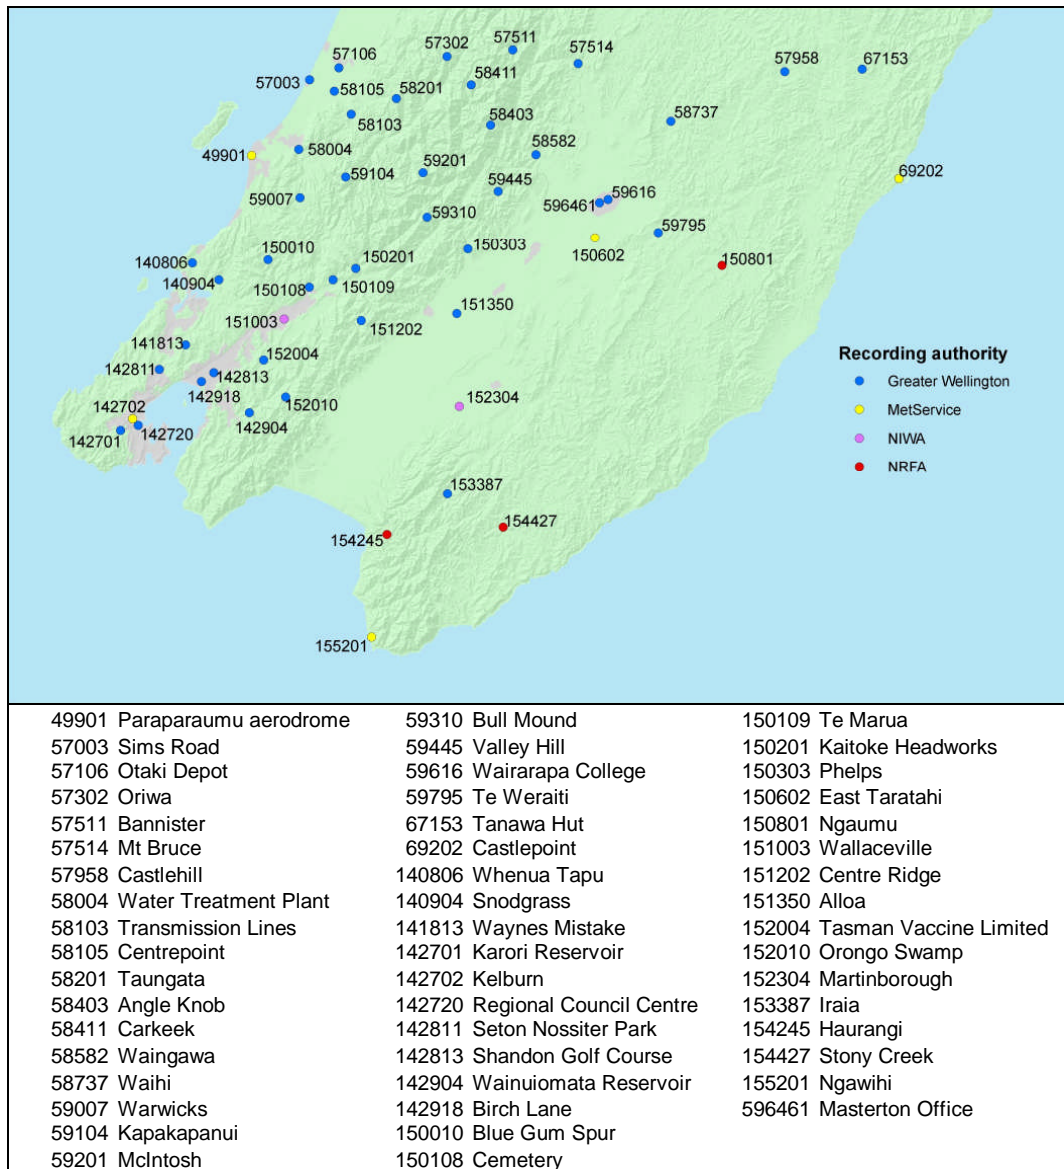 57511
57302
57514
57106
57958
67153
57003
58411
58105
58201
58103
58403
58737
58004
58582
49901
59201
69202
59104
59445
59007
59616
596461
59310
59795
150010
150303
140806
150201
150602
150801
140904
150108
150109
151350
151003
151202
141813
152004
Recording authority
142811
142813
Greater Wellington
142918
152010
152304
MetService
142702
142904
142701
142720
NIWA
NRFA
153387
154427
154245
155201
49901 Paraparaumu aerodrome
57003 Sims Road
57106 Otaki Depot
57302 Oriwa
57511 Bannister
57514 Mt Bruce
57958 Castlehill
58004 Water Treatment Plant
58103 Transmission Lines
58105 Centrepoint
58201 Taungata
58403 Angle Knob
58411 Carkeek
58582 Waingawa
58737 Waihi
59007 Warwicks
59104 Kapakapanui
59201 McIntosh
59310 Bull Mound
59445 Valley Hill
59616 Wairarapa College
59795 Te Weraiti
67153 Tanawa Hut
69202 Castlepoint
140806 Whenua Tapu
140904 Snodgrass
141813 Waynes Mistake
142701 Karori Reservoir
142702 Kelburn
142720 Regional Council Centre
142811 Seton Nossiter Park
142813 Shandon Golf Course
142904 Wainuiomata Reservoir
142918 Birch Lane
150010 Blue Gum Spur
150108 Cemetery
150109 Te Marua
150201 Kaitoke Headworks
150303 Phelps
150602 East Taratahi
150801 Ngaumu
151003 Wallaceville
151202 Centre Ridge
151350 Alloa
152004 Tasman Vaccine Limited
152010 Orongo Swamp
152304 Martinborough
153387 Iraia
154245 Haurangi
154427 Stony Creek
155201 Ngawihi
596461 Masterton Office